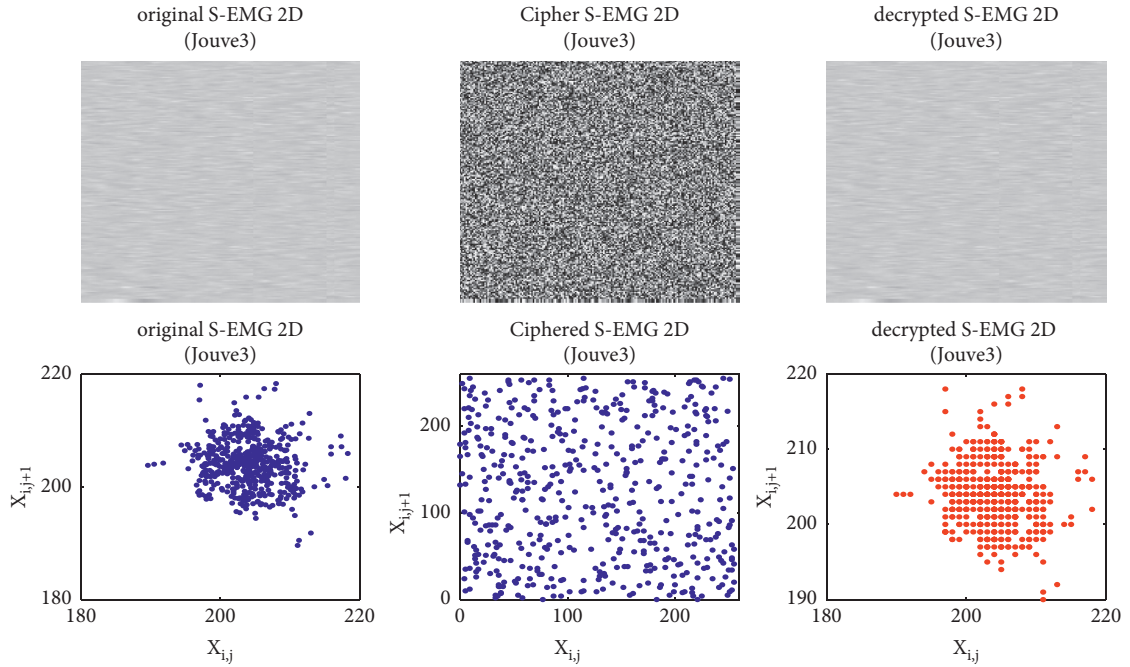 original S-EMG 2D
(Jouve3)
Cipher S-EMG 2D
(Jouve3)
decrypted S-EMG 2D
(Jouve3)
original S-EMG 2D
(Jouve3)
220
200
180
X_{i,j+1}
180
200
220
X_{i,j}
Ciphered S-EMG 2D
(Jouve3)
200
100
0
X_{i,j+1}
0
100
200
X_{i,j}
decrypted S-EMG 2D
(Jouve3)
220
210
200
190
X_{i,j+1}
180
200
220
X_{i,j}